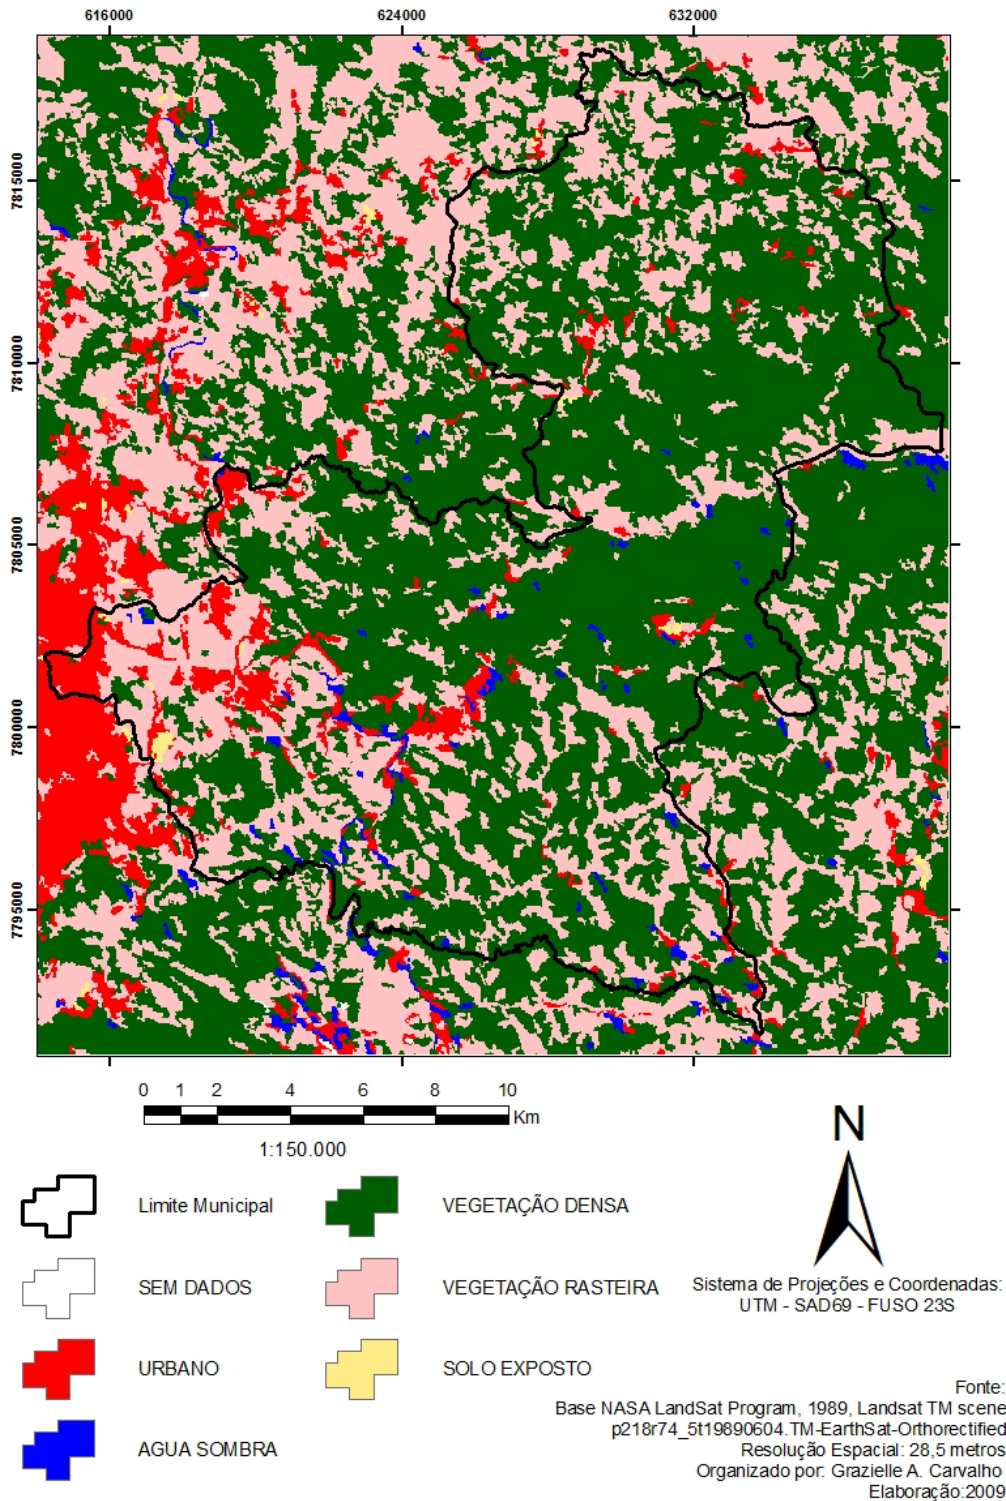 616000 624000 632000
7815000
7810000
7805000
7800000
7795000
0 1 2 4 6 8 10
Km
1:150.000
N
Limite Municipal
VEGETAÇÃO DENSA
SEM DADOS
VEGETAÇÃO RASTEIRA
Sistema de Projeções e Coordenadas:
UTM - SAD69 - FUSO 23S
URBANO
SOLO EXPOSTO
AGUA SOMBRA
Fonte:
Base NASA LandSat Program, 1989, Landsat TM scene
p218r74_5t19890604.TM-EarthSat-Orthorectified
Resolução Espacial: 28,5 metros
Organizado por: Grazielle A. Carvalho
Elaboração:2009